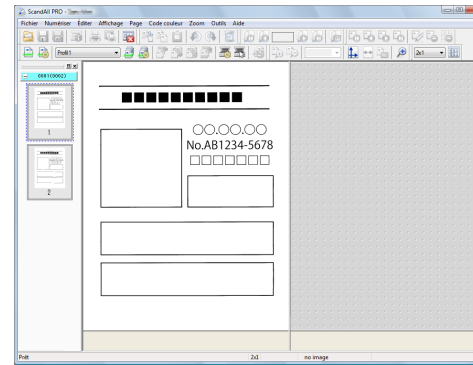 ScandAll PRO -
Fichier Numériser Editer Affichage Page Code couleur Zoom Outils Aide
Profil1 2x1
0001(0002)
1
2
■■■■■■■■■■
○○.○○.○○
No.AB1234-5678
□□□□□□□
Prêt 2x1 no image